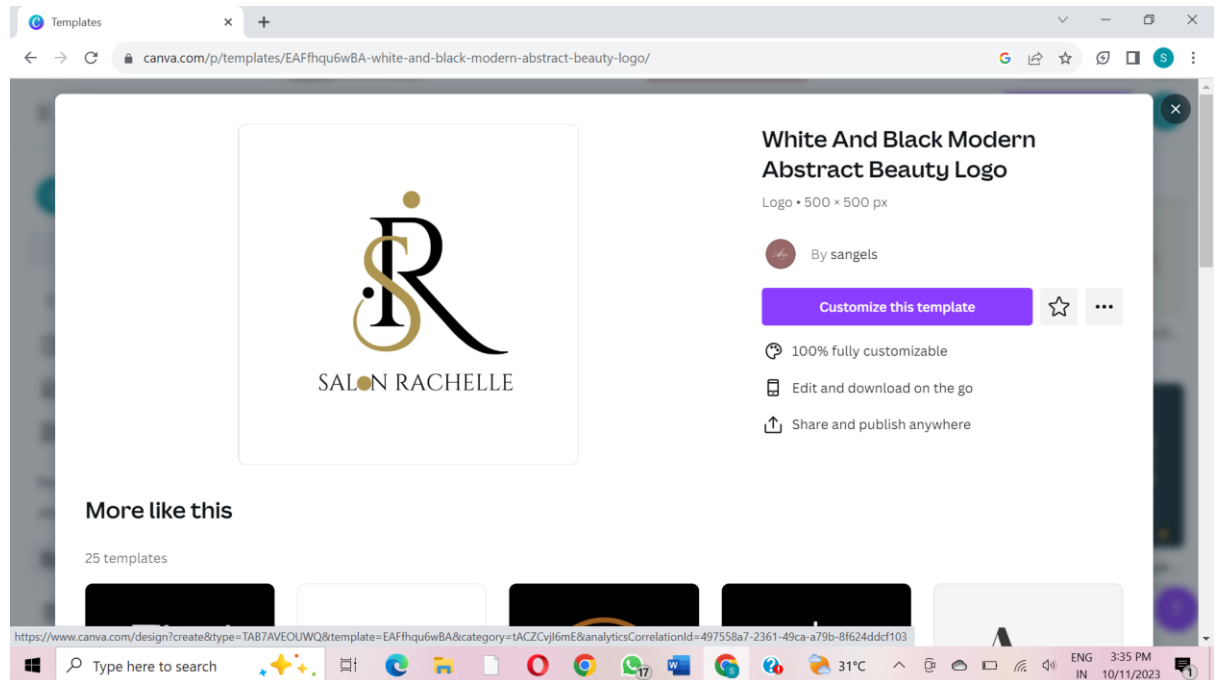 Templates
canva.com/p/templates/EAFfhqu6wBA-white-and-black-modern-abstract-beauty-logo/
S
SR
SALON RACHELLE
White And Black Modern
Abstract Beauty Logo
Logo • 500 × 500 px
By sangels
Customize this template
100% fully customizable
Edit and download on the go
Share and publish anywhere
More like this
25 templates
https://www.canva.com/design?create&type=TAB7AVEOUWQ&template=EAFfhqu6wBA&category=tACZCvjI6mE&analyticsCorrelationId=497558a7-2361-49ca-a79b-8f624ddcf103
Type here to search
17
31°C
ENG
IN
3:35 PM
10/11/2023
1